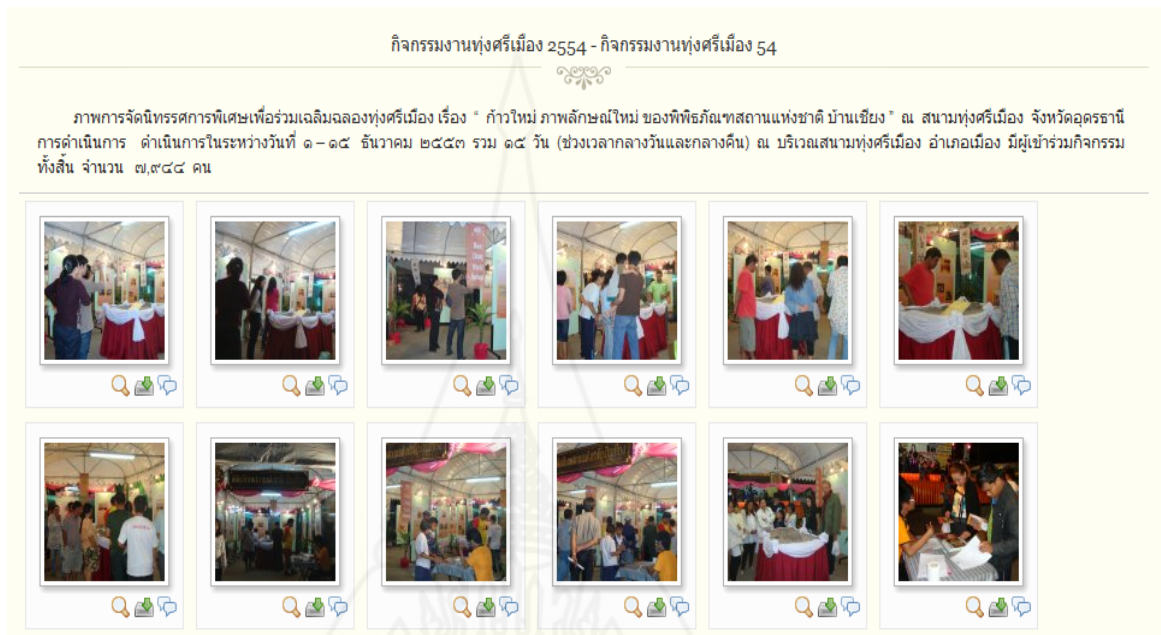 กิจกรรมงานทุ่งศรีเมือง 2554 - กิจกรรมงานทุ่งศรีเมือง 54
ภาพการจัดนิทรรศการพิเศษเพื่อร่วมเฉลิมฉลองทุ่งศรีเมือง เรื่อง “ ก้าวใหม่ ภาพลักษณ์ใหม่ ของพิพิธภัณฑสถานแห่งชาติ บ้านเชียง ” ณ สนามทุ่งศรีเมือง จังหวัดอุดรธานี
การดำเนินการ ดำเนินการในระหว่างวันที่ ๑ – ๑๕ ธันวาคม ๒๕๕๓ รวม ๑๕ วัน (ช่วงเวลากลางวันและกลางคืน) ณ บริเวณสนามทุ่งศรีเมือง อำเภอเมือง มีผู้เข้าร่วมกิจกรรม
ทั้งสิ้น จำนวน ๗,๙๘๘ คน